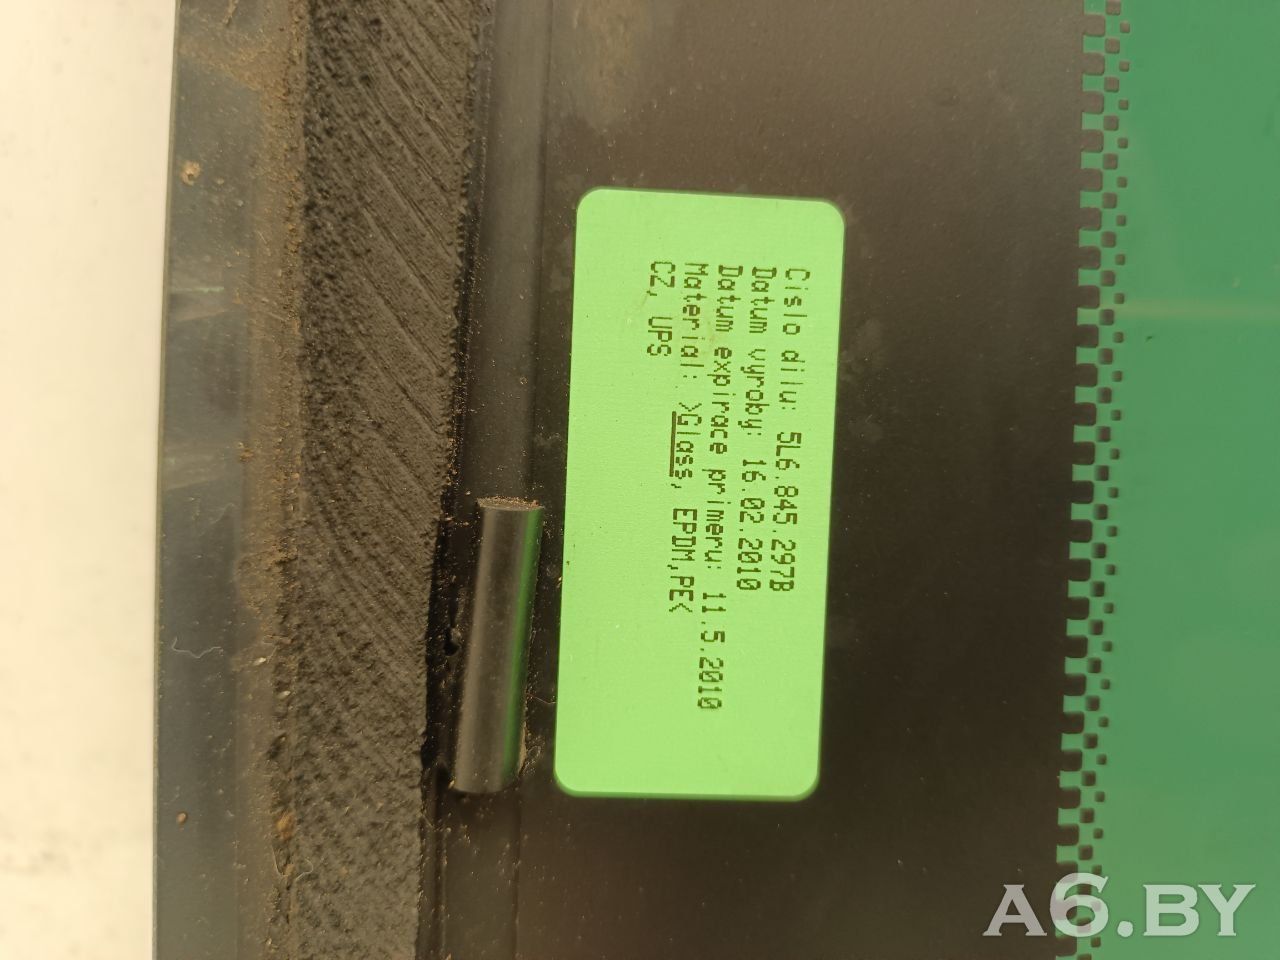 Cislo dilu: 5L6.845.297B
Datum vyroby: 16.02.2010
Datum expirace primeru: 11.5.2010
Material: >Glass, EPDM,PE<
CZ, UPS
A6.BY